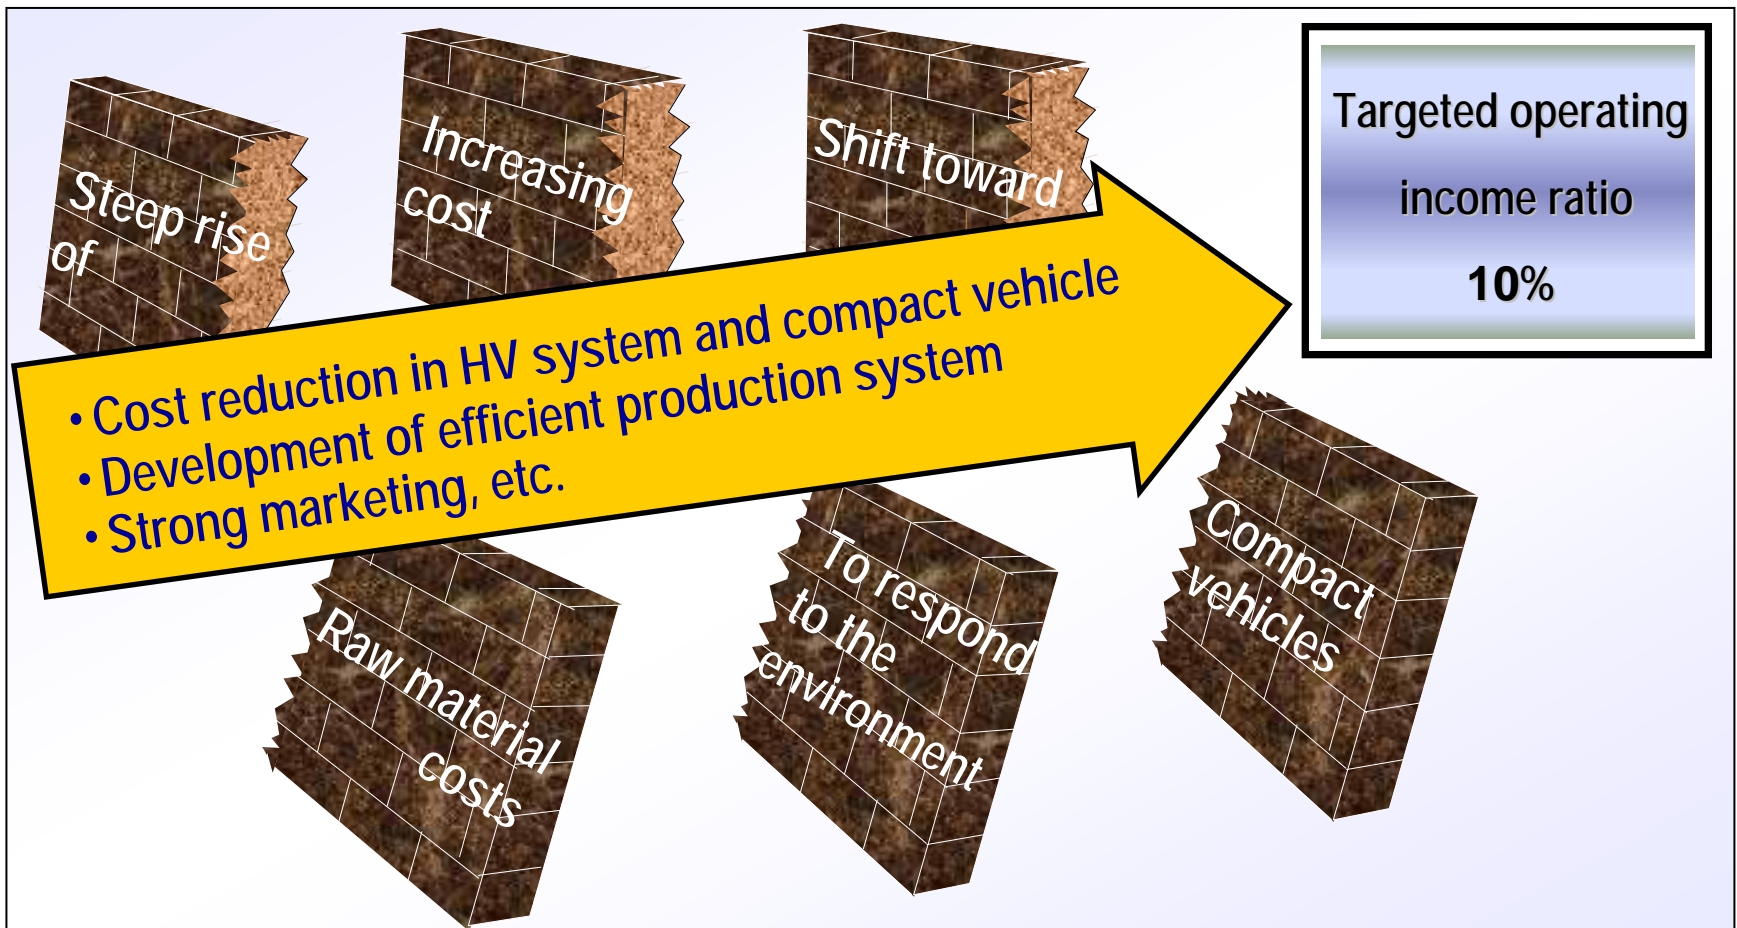 Steep rise
of
Increasing
cost
Shift toward
Targeted operating
income ratio
10%
• Cost reduction in HV system and compact vehicle
• Development of efficient production system
• Strong marketing, etc.
Raw material
costs
To respond
to the
environment
Compact
vehicles